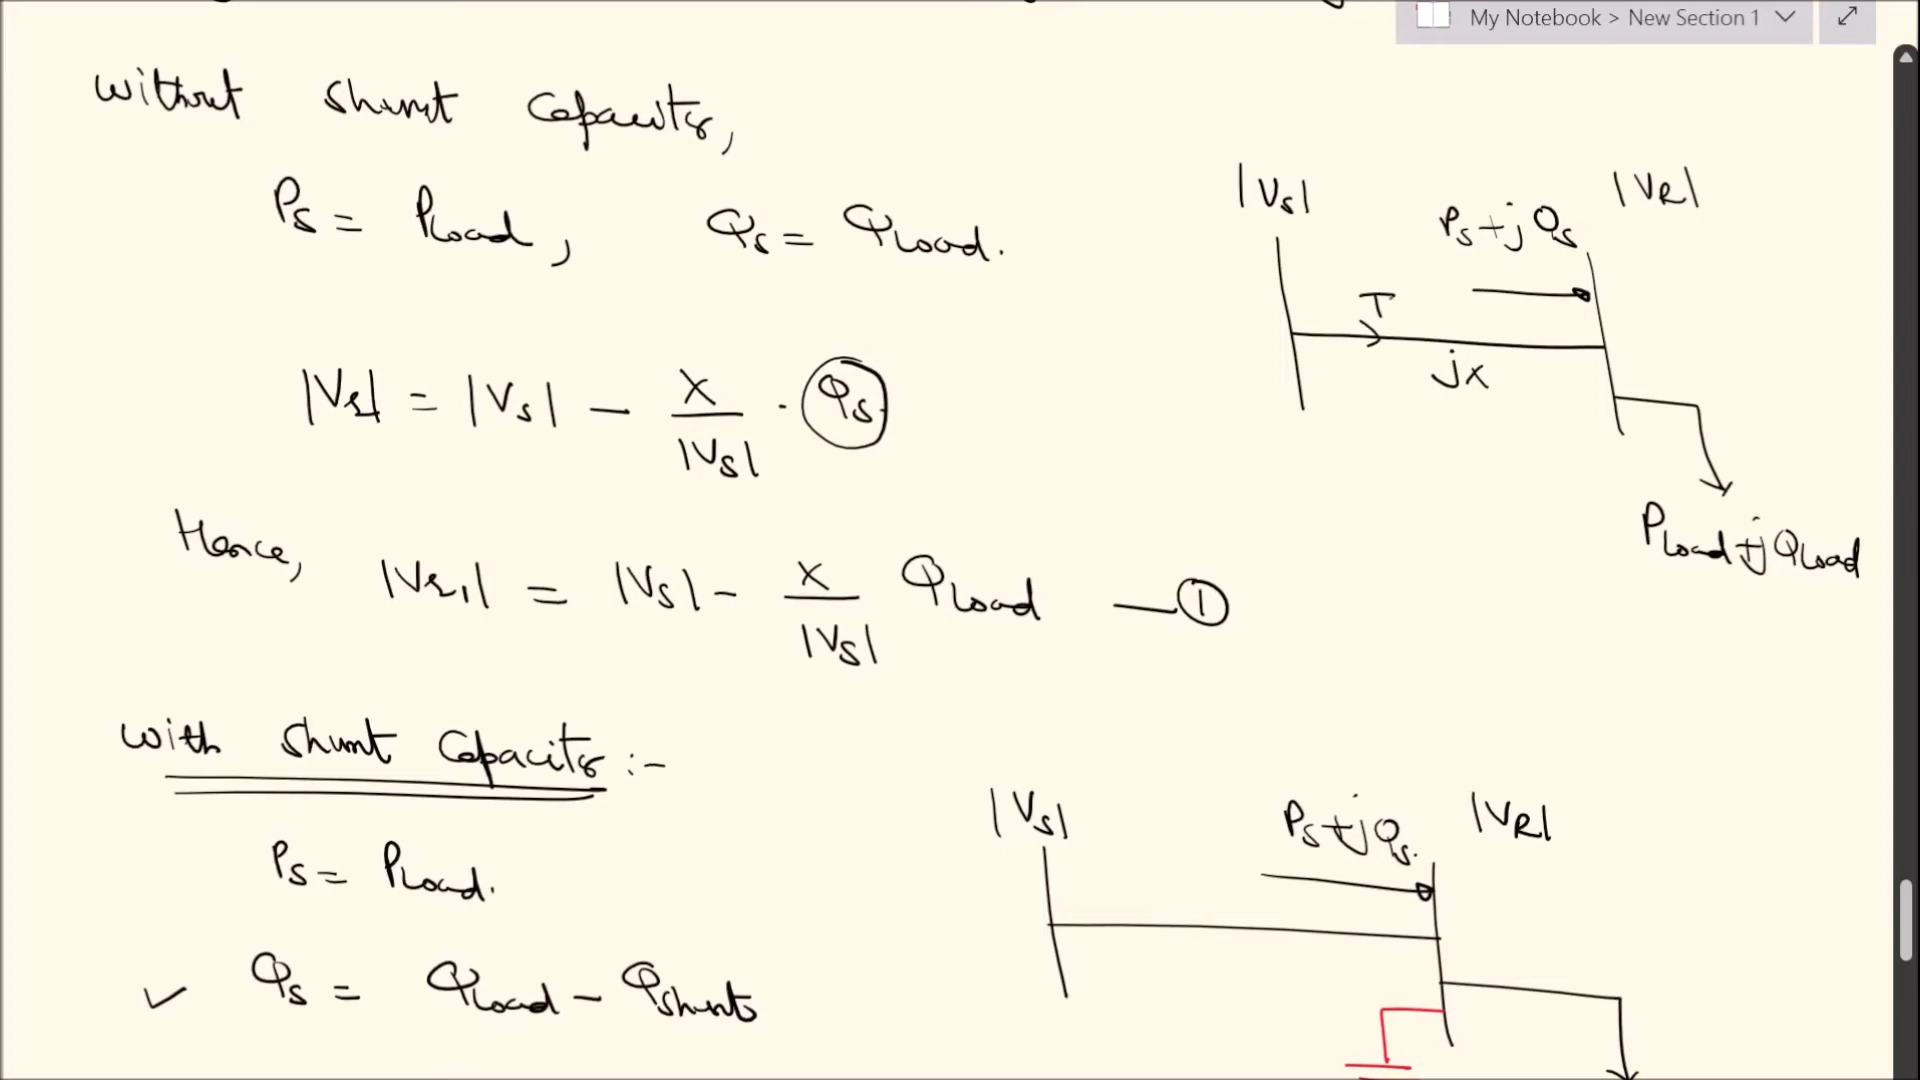 My Notebook > New Section 1
without shunt capacitor,
Ps = Pload, Qs = Qload.
|Vs| Ps+jQs |VR|
I
jx
|Vr| = |Vs| - X/|Vs| . Qs
Pload+jQload
Hence, |Vr1| = |Vs| - X/|Vs| Qload — ①
with shunt capacitor :-
|Vs| Ps+jQs. |VR|
Ps = Pload.
✓ Qs = Qload - Qshunt